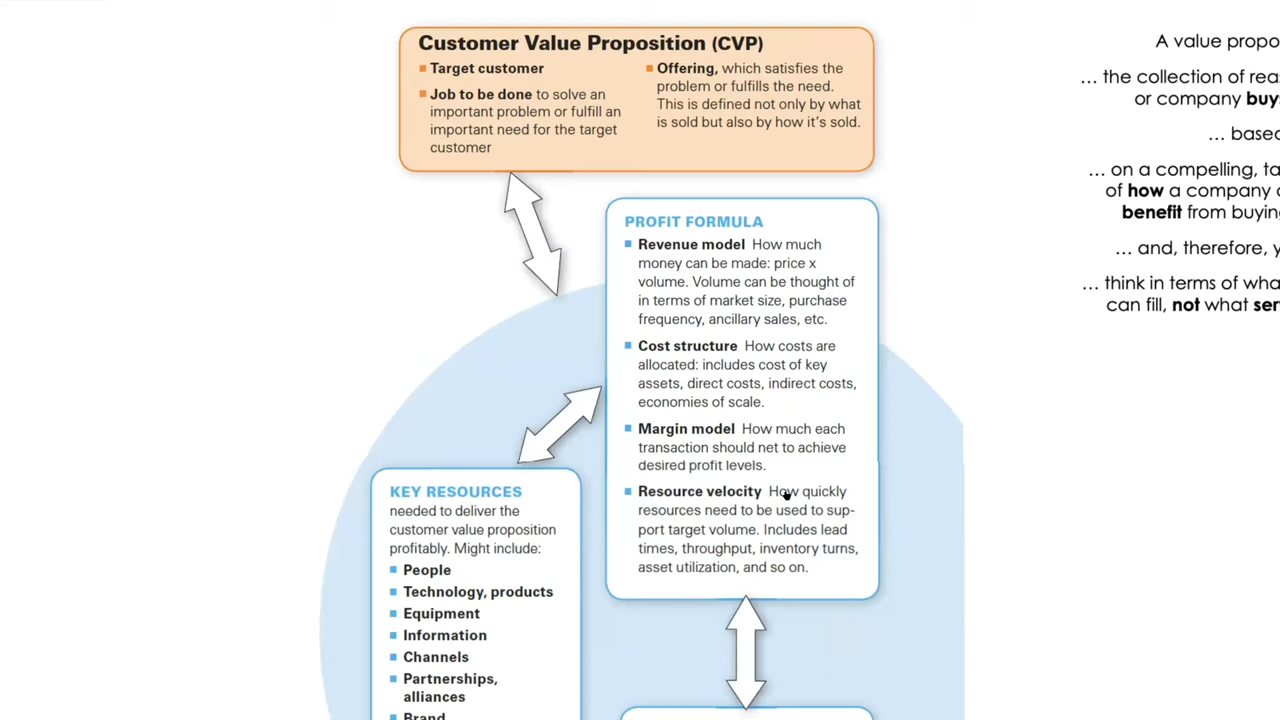 Customer Value Proposition (CVP)
Target customer
Job to be done to solve an
important problem or fulfill an
important need for the target
customer
Offering, which satisfies the
problem or fulfills the need.
This is defined not only by what
is sold but also by how it's sold.
PROFIT FORMULA
Revenue model How much
money can be made: price x
volume. Volume can be thought of
in terms of market size, purchase
frequency, ancillary sales, etc.
Cost structure How costs are
allocated: includes cost of key
assets, direct costs, indirect costs,
economies of scale.
Margin model How much each
transaction should net to achieve
desired profit levels.
Resource velocity How quickly
resources need to be used to sup-
port target volume. Includes lead
times, throughput, inventory turns,
asset utilization, and so on.
KEY RESOURCES
needed to deliver the
customer value proposition
profitably. Might include:
People
Technology, products
Equipment
Information
Channels
Partnerships,
alliances
Brand
A value propo
… the collection of rea
or company buy
… based
… on a compelling, ta
of how a company c
benefit from buying
… and, therefore, y
… think in terms of wha
can fill, not what ser